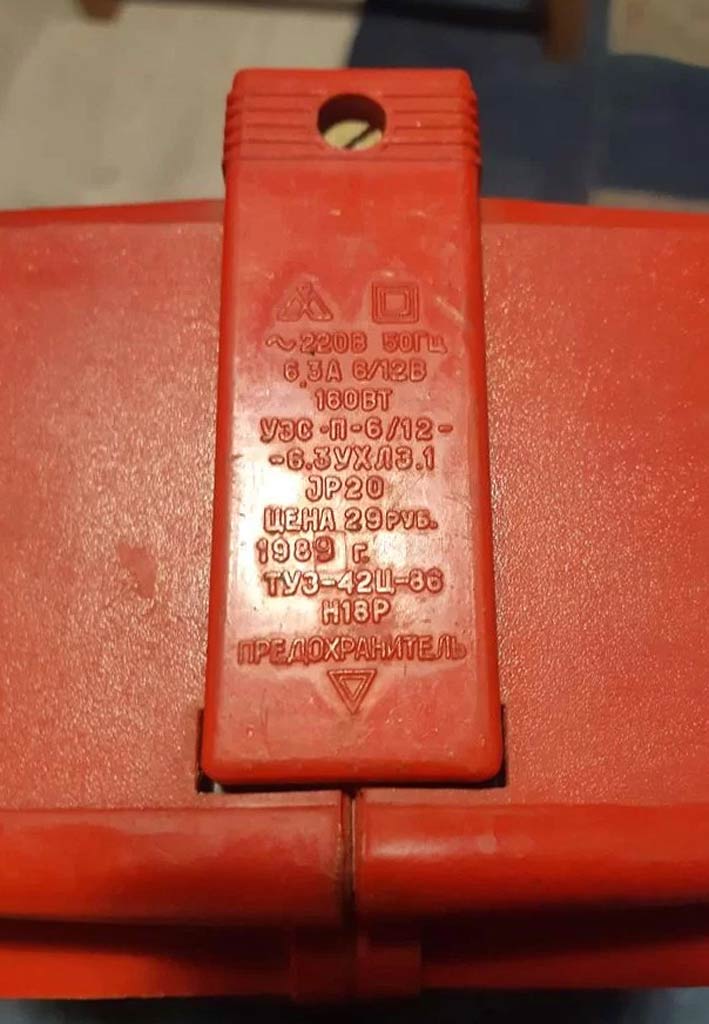 ~220В 50ГЦ
6,3А 6/12В
160ВТ
УЗС-П-6/12-
-6.3УХЛ3.1
JP20
ЦЕНА 29РУБ.
1989 г.
ТУ3-42Ц-86
Н18Р
ПРЕДОХРАНИТЕЛЬ